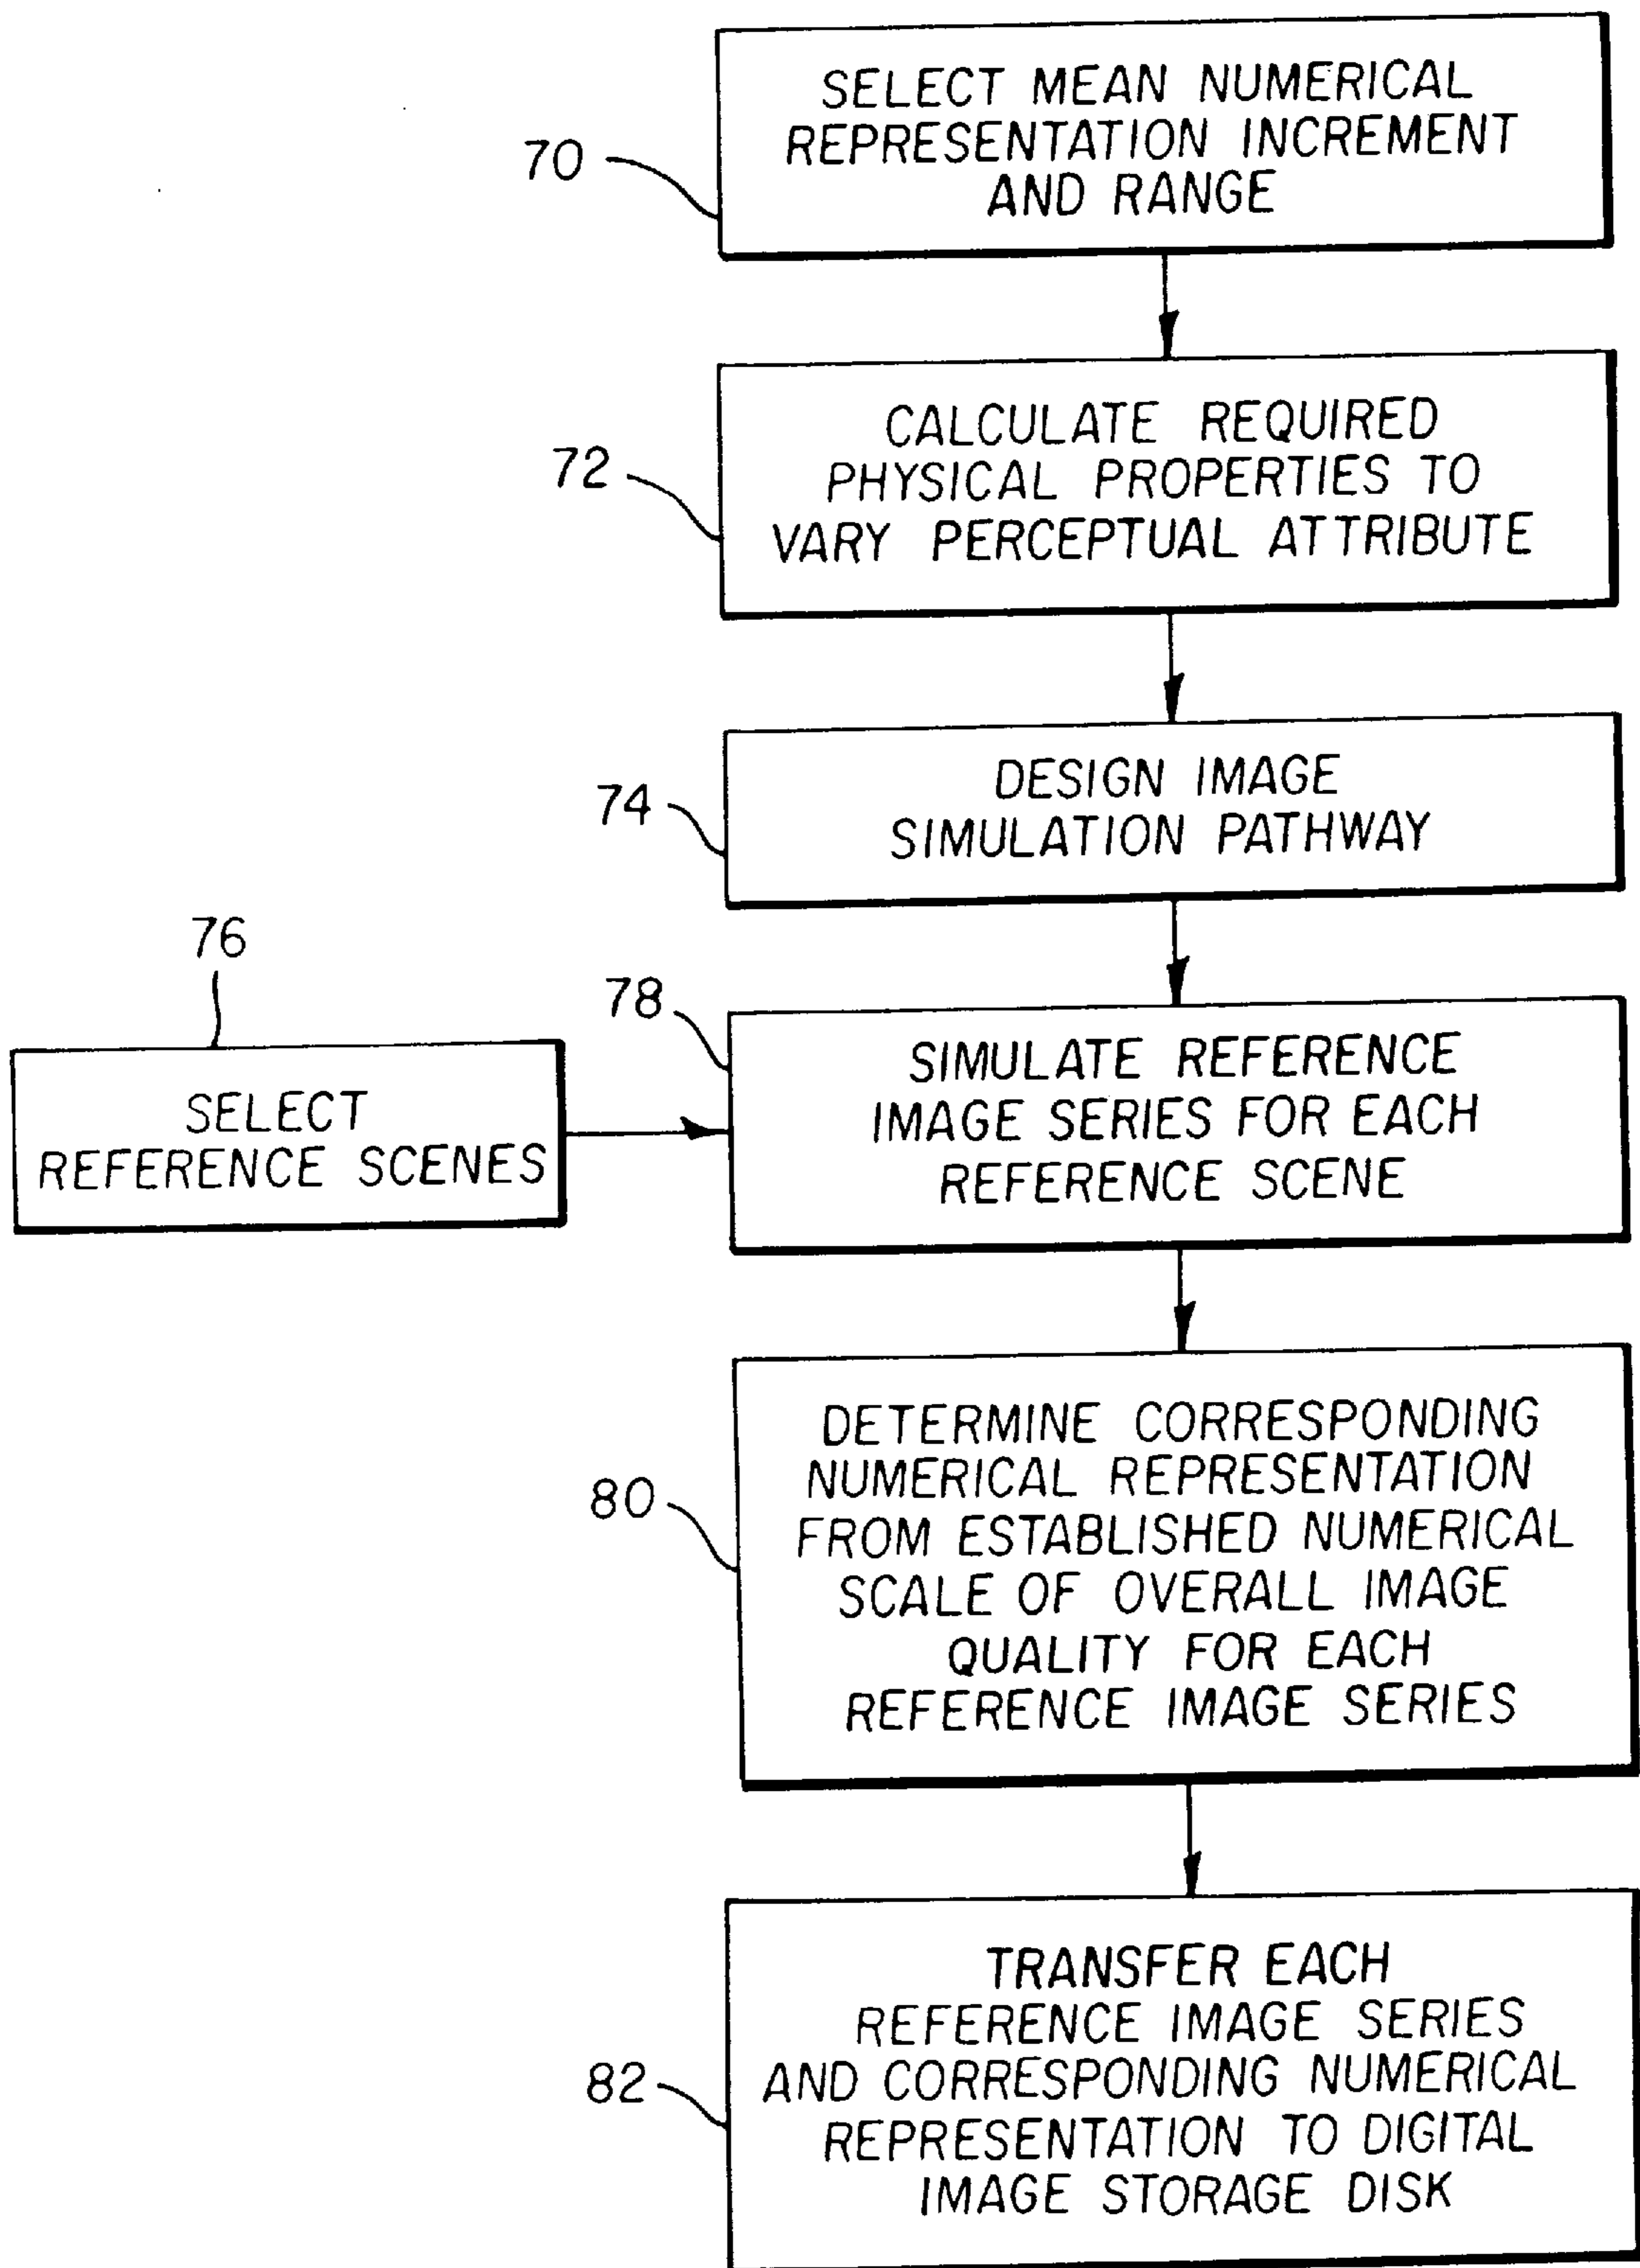 SELECT MEAN NUMERICAL
REPRESENTATION INCREMENT
AND RANGE
70
CALCULATE REQUIRED
PHYSICAL PROPERTIES TO
VARY PERCEPTUAL ATTRIBUTE
72
DESIGN IMAGE
SIMULATION PATHWAY
74
76
SELECT
REFERENCE SCENES
78
SIMULATE REFERENCE
IMAGE SERIES FOR EACH
REFERENCE SCENE
80
DETERMINE CORRESPONDING
NUMERICAL REPRESENTATION
FROM ESTABLISHED NUMERICAL
SCALE OF OVERALL IMAGE
QUALITY FOR EACH
REFERENCE IMAGE SERIES
82
TRANSFER EACH
REFERENCE IMAGE SERIES
AND CORRESPONDING NUMERICAL
REPRESENTATION TO DIGITAL
IMAGE STORAGE DISK